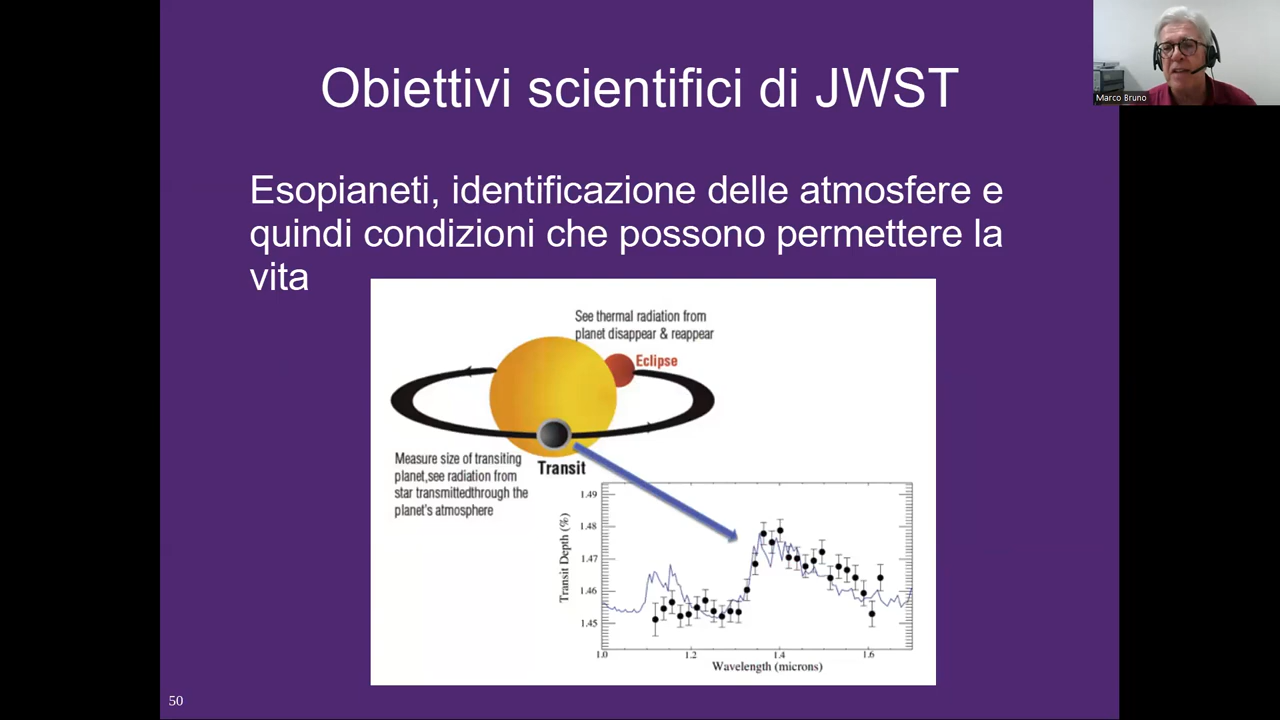 Obiettivi scientifici di JWST
Marco Bruno
Esopianeti, identificazione delle atmosfere e
quindi condizioni che possono permettere la
vita
See thermal radiation from
planet disappear & reappear
Eclipse
Measure size of transiting
planet,see radiation from
star transmittedthrough the
planet's atmosphere
Transit
Transit Depth (%)
1.49
1.48
1.47
1.46
1.45
1.0 1.2 1.4 1.6
Wavelength (microns)
50